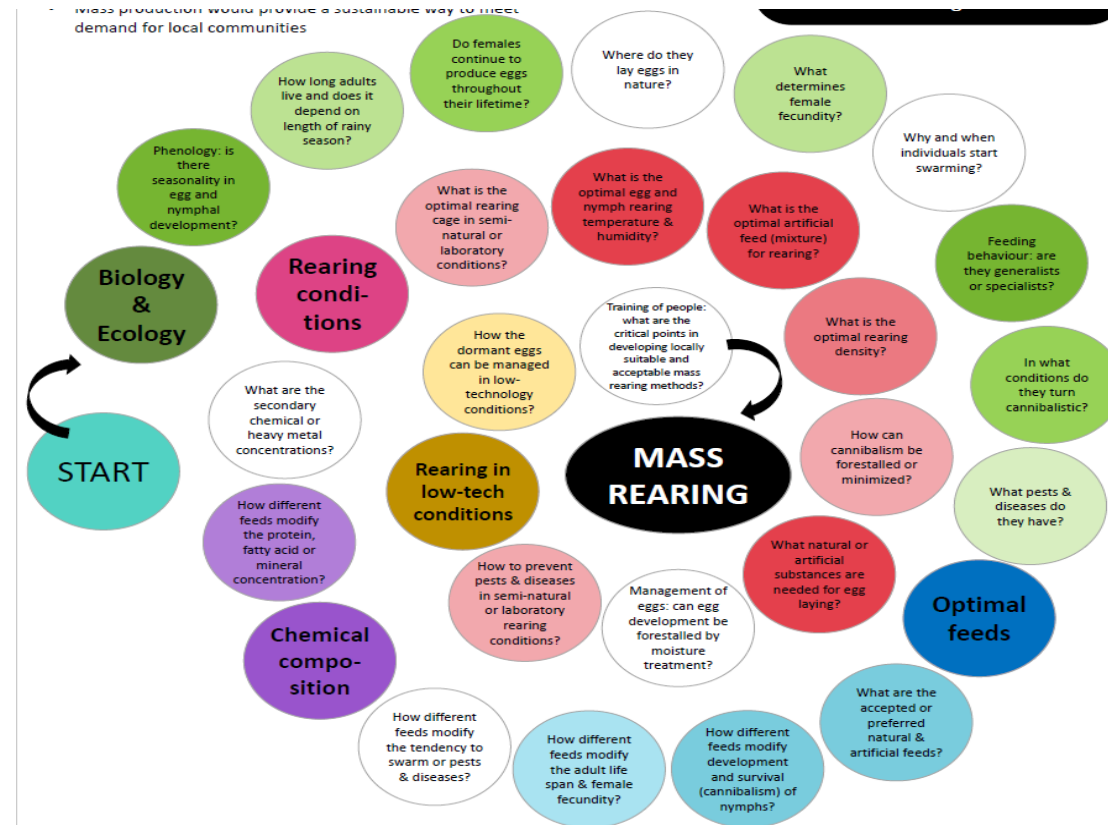 Mass production would provide a sustainable way to meet
demand for local communities
START
Biology
&
Ecology
Phenology: is
there
seasonality in
egg and
nymphal
development?
How long adults
live and does it
depend on
length of rainy
season?
Do females
continue to
produce eggs
throughout
their lifetime?
Where do they
lay eggs in
nature?
What
determines
female
fecundity?
Why and when
individuals start
swarming?
Feeding
behaviour: are
they generalists
or specialists?
In what
conditions do
they turn
cannibalistic?
What pests &
diseases do
they have?
Optimal
feeds
What are the
accepted or
preferred
natural &
artificial feeds?
How different
feeds modify
development
and survival
(cannibalism) of
nymphs?
How different
feeds modify
the adult life
span & female
fecundity?
How different
feeds modify
the tendency to
swarm or pests
& diseases?
Chemical
compo-
sition
How different
feeds modify
the protein,
fatty acid or
mineral
concentration?
What are the
secondary
chemical or
heavy metal
concentrations?
Rearing
condi-
tions
What is the
optimal rearing
cage in semi-
natural or
laboratory
conditions?
What is the
optimal egg and
nymph rearing
temperature &
humidity?
What is the
optimal artificial
feed (mixture)
for rearing?
What is the
optimal rearing
density?
How can
cannibalism be
forestalled or
minimized?
What natural or
artificial
substances are
needed for egg
laying?
Management of
eggs: can egg
development be
forestalled by
moisture
treatment?
How to prevent
pests & diseases
in semi-natural
or laboratory
rearing
conditions?
Rearing in
low-tech
conditions
How the
dormant eggs
can be managed
in low-
technology
conditions?
Training of people:
what are the
critical points in
developing locally
suitable and
acceptable mass
rearing methods?
MASS
REARING